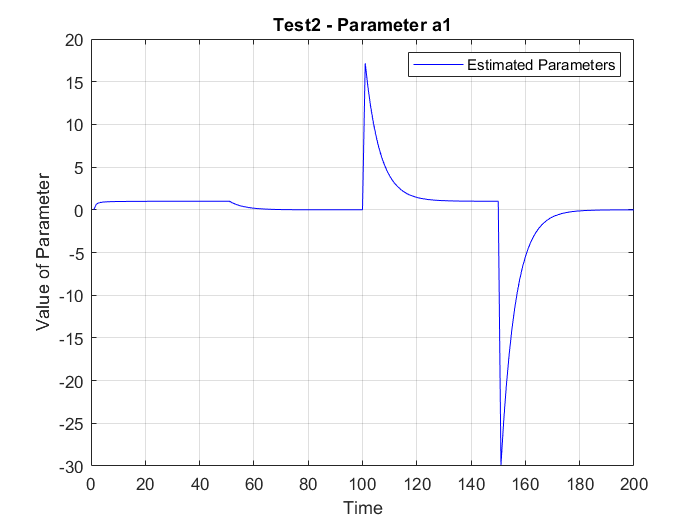 Test2 - Parameter a1
Estimated Parameters
Value of Parameter
20
15
10
5
0
-5
-10
-15
-20
-25
-30
0 20 40 60 80 100 120 140 160 180 200
Time